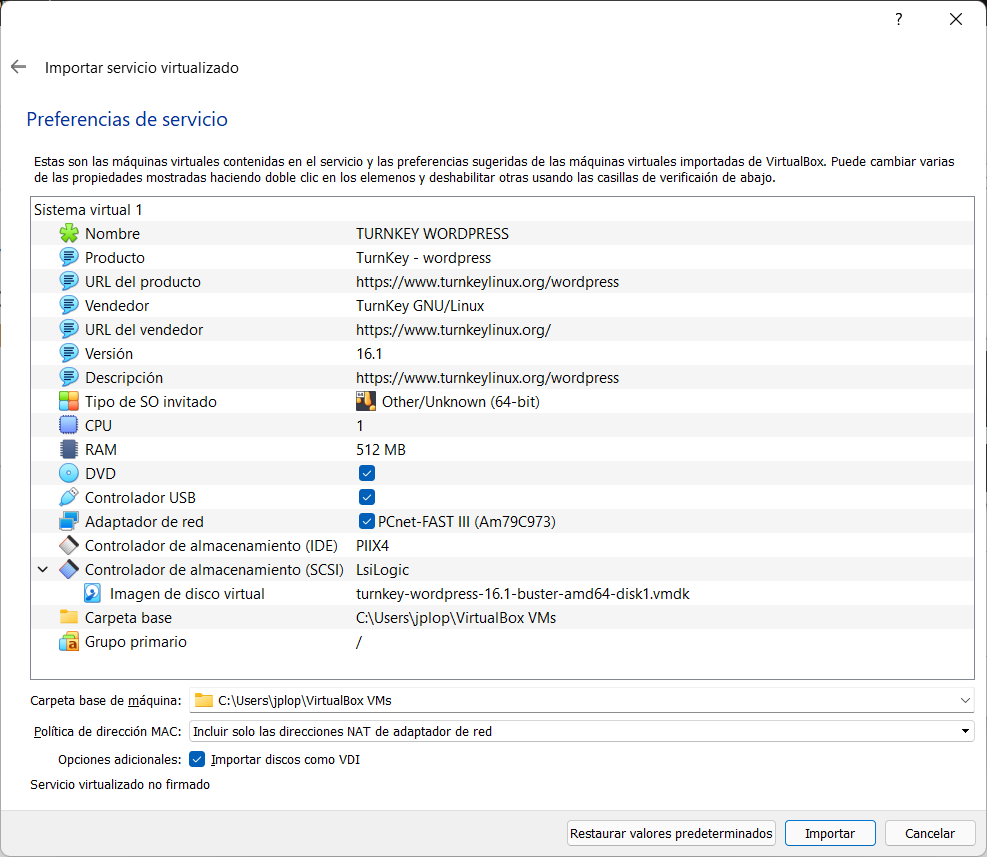 ?
Importar servicio virtualizado
Preferencias de servicio
Estas son las máquinas virtuales contenidas en el servicio y las preferencias sugeridas de las máquinas virtuales importadas de VirtualBox. Puede cambiar varias
de las propiedades mostradas haciendo doble clic en los elemenos y deshabilitar otras usando las casillas de verificaión de abajo.
Sistema virtual 1
Nombre TURNKEY WORDPRESS
Producto TurnKey - wordpress
URL del producto https://www.turnkeylinux.org/wordpress
Vendedor TurnKey GNU/Linux
URL del vendedor https://www.turnkeylinux.org/
Versión 16.1
Descripción https://www.turnkeylinux.org/wordpress
Tipo de SO invitado Other/Unknown (64-bit)
CPU 1
RAM 512 MB
DVD
Controlador USB
Adaptador de red PCnet-FAST III (Am79C973)
Controlador de almacenamiento (IDE) PIIX4
Controlador de almacenamiento (SCSI) LsiLogic
Imagen de disco virtual turnkey-wordpress-16.1-buster-amd64-disk1.vmdk
Carpeta base C:\Users\jplop\VirtualBox VMs
Grupo primario /
Carpeta base de máquina: C:\Users\jplop\VirtualBox VMs
Política de dirección MAC: Incluir solo las direcciones NAT de adaptador de red
Opciones adicionales: Importar discos como VDI
Servicio virtualizado no firmado
Restaurar valores predeterminados Importar Cancelar